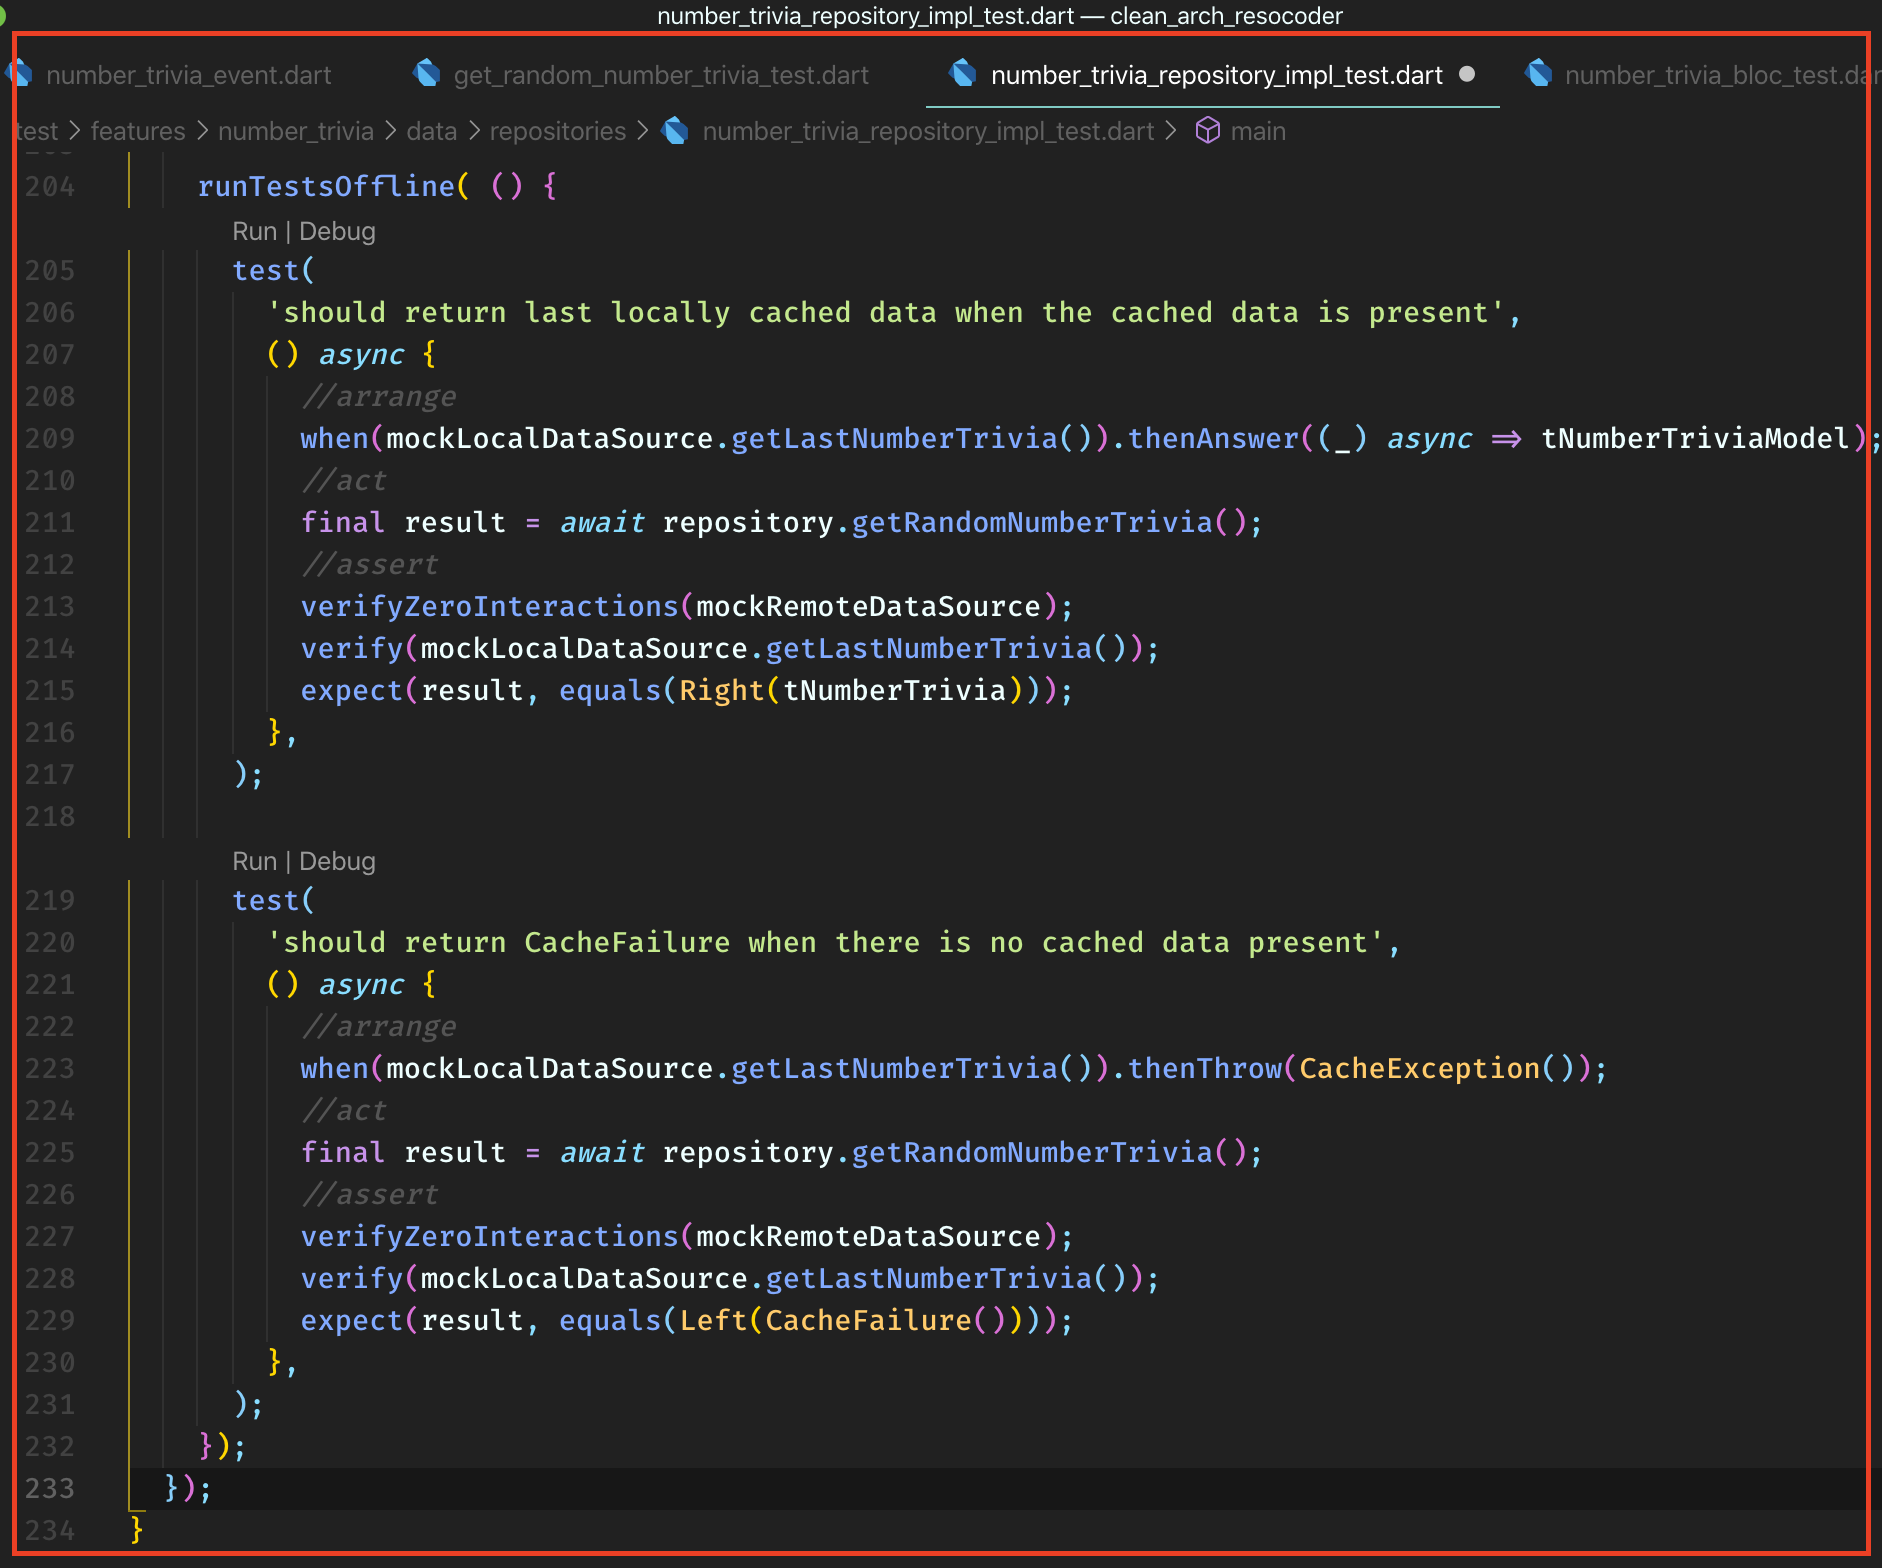 number_trivia_repository_impl_test.dart — clean_arch_resocoder
number_trivia_event.dart get_random_number_trivia_test.dart number_trivia_repository_impl_test.dart number_trivia_bloc_test.dar
test > features > number_trivia > data > repositories > number_trivia_repository_impl_test.dart > main
204 runTestsOffline( () {
Run | Debug
205 test(
206 'should return last locally cached data when the cached data is present',
207 () async {
208 //arrange
209 when(mockLocalDataSource.getLastNumberTrivia()).thenAnswer((_) async => tNumberTriviaModel);
210 //act
211 final result = await repository.getRandomNumberTrivia();
212 //assert
213 verifyZeroInteractions(mockRemoteDataSource);
214 verify(mockLocalDataSource.getLastNumberTrivia());
215 expect(result, equals(Right(tNumberTrivia)));
216 },
217 );
218
Run | Debug
219 test(
220 'should return CacheFailure when there is no cached data present',
221 () async {
222 //arrange
223 when(mockLocalDataSource.getLastNumberTrivia()).thenThrow(CacheException());
224 //act
225 final result = await repository.getRandomNumberTrivia();
226 //assert
227 verifyZeroInteractions(mockRemoteDataSource);
228 verify(mockLocalDataSource.getLastNumberTrivia());
229 expect(result, equals(Left(CacheFailure())));
230 },
231 );
232 });
233 });
234 }